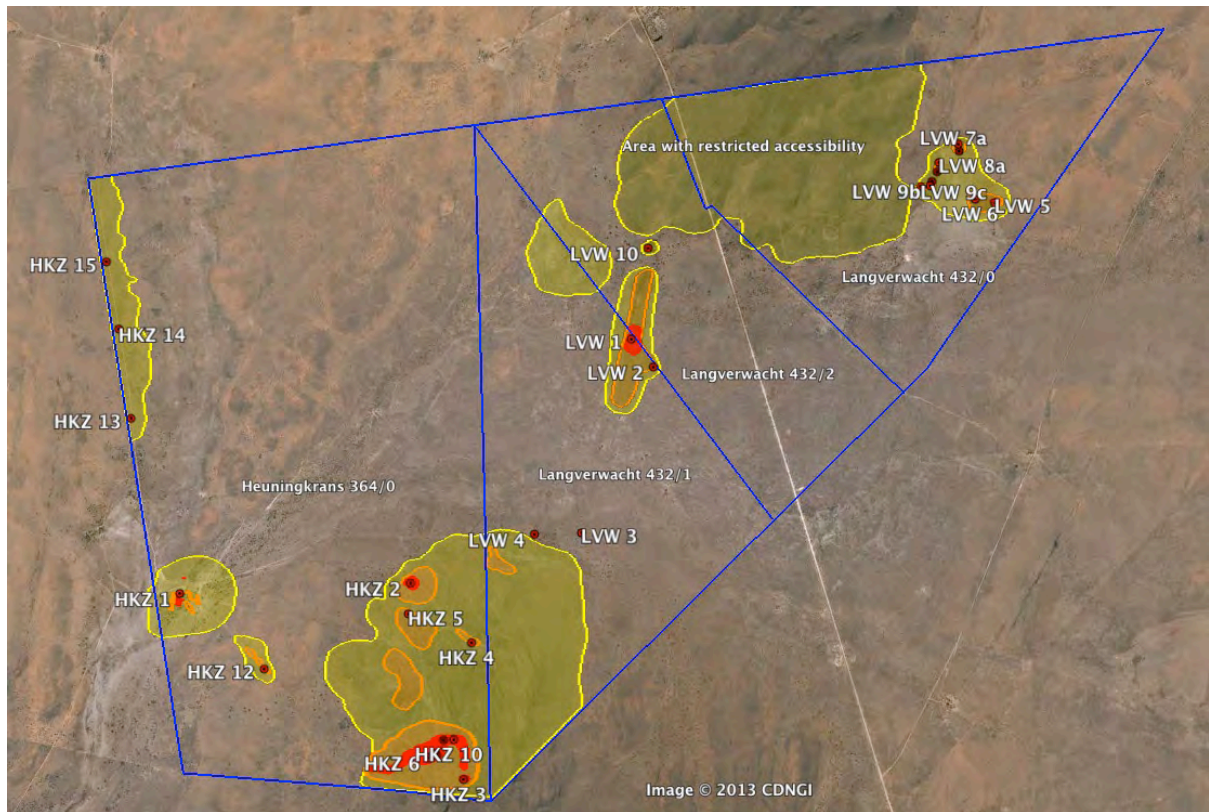 LVW 7a
Area with restricted accessibility
LVW 8a
LVW 9b
LVW 9c
LVW 5
LVW 6
LVW 10
HKZ 15
Langverwacht 432/0
HKZ 14
LVW 1
LVW 2
Langverwacht 432/2
HKZ 13
Heuningkrans 364/0
Langverwacht 432/1
LVW 4
LVW 3
HKZ 2
HKZ 1
HKZ 5
HKZ 4
HKZ 12
HKZ 10
HKZ 6
HKZ 3
Image © 2013 CDNGI